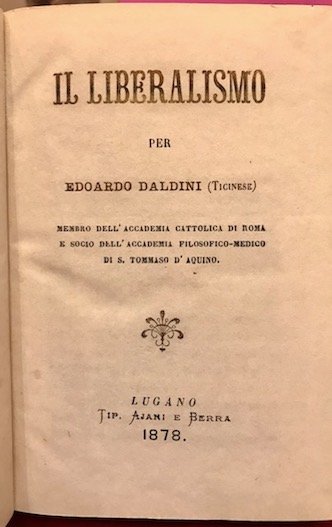 IL LIBERALISMO
PER
EDOARDO DALDINI (Ticinese)
MEMBRO DELL'ACCADEMIA CATTOLICA DI ROMA
E SOCIO DELL'ACCADEMIA FILOSOFICO-MEDICO
DI S. TOMMASO D'AQUINO.
LUGANO
Tip. Ajani e Berra
1878.